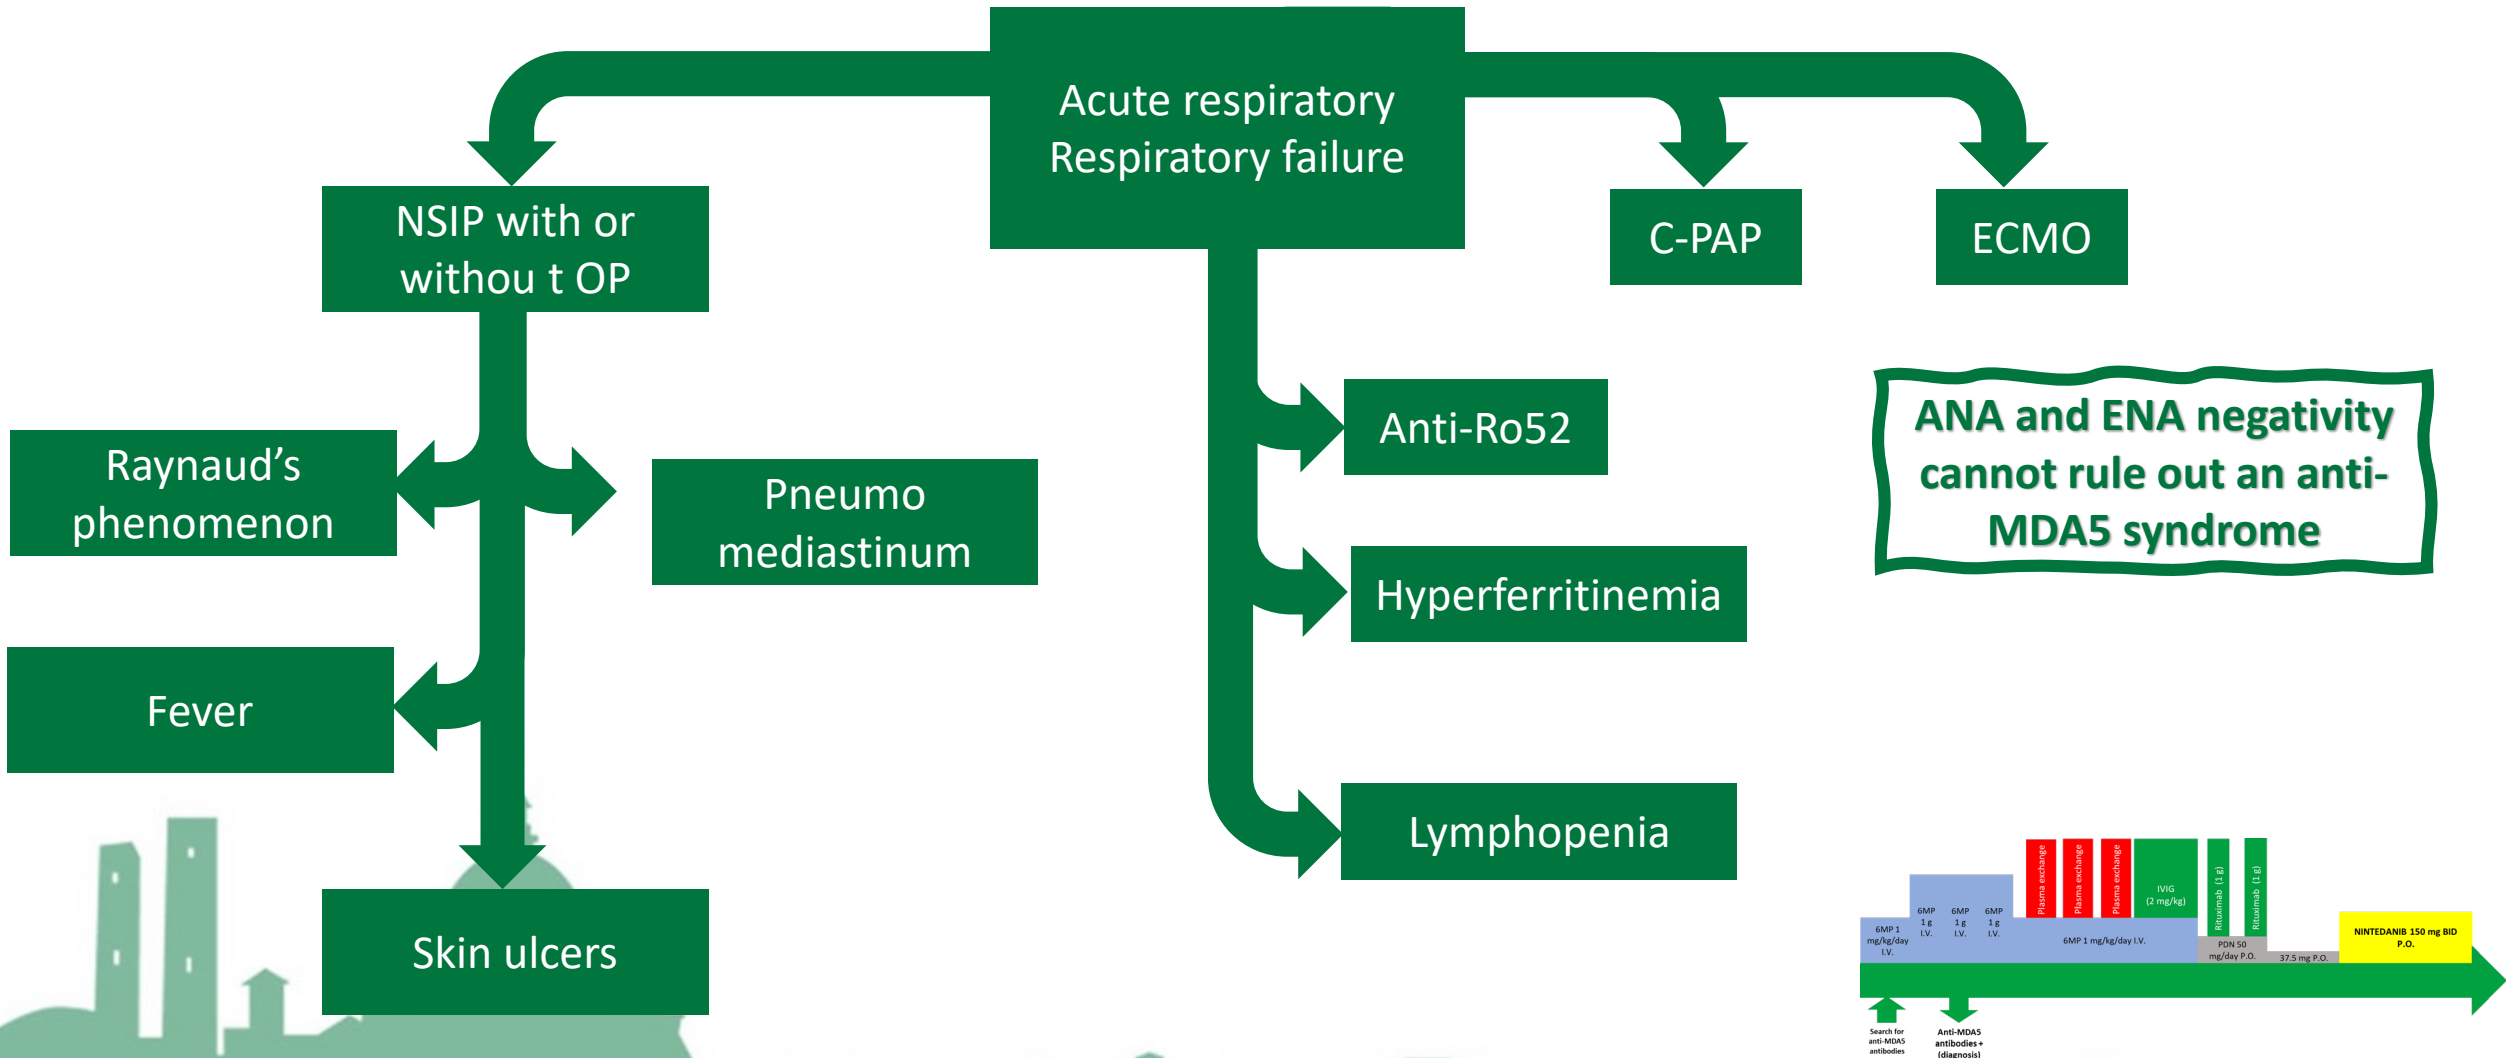 Acute respiratory
Respiratory failure
NSIP with or
withou t OP
C-PAP
ECMO
Raynaud’s
phenomenon
Pneumo
mediastinum
Anti-Ro52
ANA and ENA negativity
cannot rule out an anti-
MDA5 syndrome
Hyperferritinemia
Fever
Lymphopenia
Skin ulcers
6MP 1
mg/kg/day
I.V.
6MP
1 g
I.V.
6MP
1 g
I.V.
6MP
1 g
I.V.
Plasma exchange
Plasma exchange
Plasma exchange
IVIG
(2 mg/kg)
6MP 1 mg/kg/day I.V.
Rituximab (1 g)
Rituximab (1 g)
PDN 50
mg/day P.O.
37.5 mg P.O.
NINTEDANIB 150 mg BID
P.O.
Search for
anti-MDA5
antibodies
Anti-MDA5
antibodies +
(diagnosis)